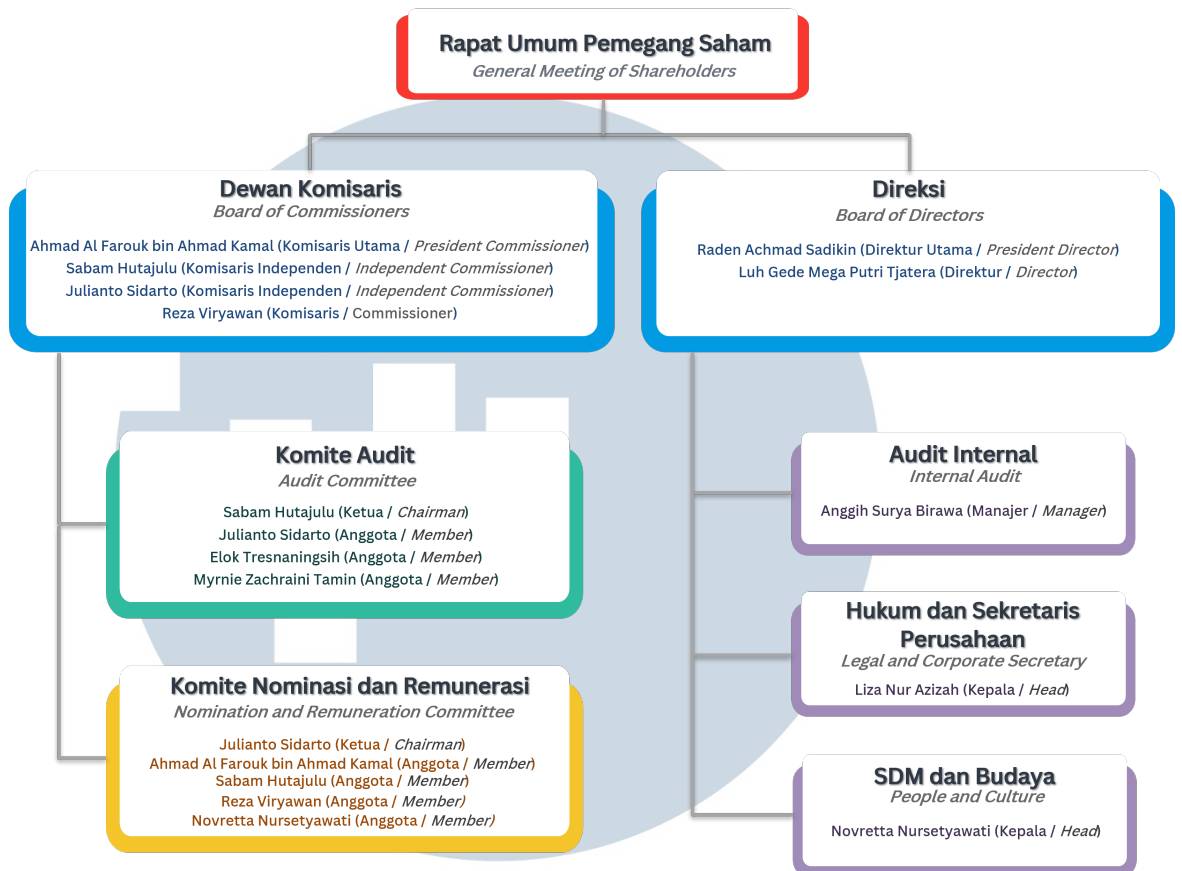 Rapat Umum Pemegang Saham
General Meeting of Shareholders
Dewan Komisaris
Board of Commissioners
Ahmad Al Farouk bin Ahmad Kamal (Komisaris Utama / President Commissioner)
Sabam Hutajulu (Komisaris Independen / Independent Commissioner)
Julianto Sidarto (Komisaris Independen / Independent Commissioner)
Reza Viryawan (Komisaris / Commissioner)
Direksi
Board of Directors
Raden Achmad Sadikin (Direktur Utama / President Director)
Luh Gede Mega Putri Tjatera (Direktur / Director)
Komite Audit
Audit Committee
Sabam Hutajulu (Ketua / Chairman)
Julianto Sidarto (Anggota / Member)
Elok Tresnaningsih (Anggota / Member)
Myrnie Zachraini Tamin (Anggota / Member)
Komite Nominasi dan Remunerasi
Nomination and Remuneration Committee
Julianto Sidarto (Ketua / Chairman)
Ahmad Al Farouk bin Ahmad Kamal (Anggota / Member)
Sabam Hutajulu (Anggota / Member)
Reza Viryawan (Anggota / Member)
Novretta Nursetyawati (Anggota / Member)
Audit Internal
Internal Audit
Anggih Surya Birawa (Manajer / Manager)
Hukum dan Sekretaris
Perusahaan
Legal and Corporate Secretary
Liza Nur Azizah (Kepala / Head)
SDM dan Budaya
People and Culture
Novretta Nursetyawati (Kepala / Head)